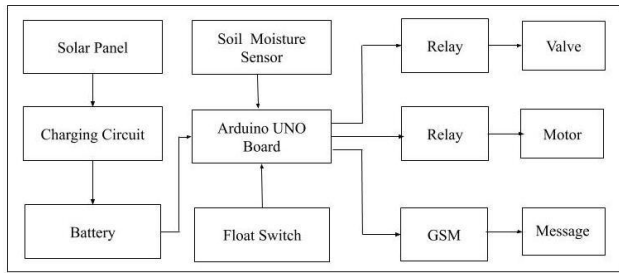 Solar Panel
Soil Moisture
Sensor
Relay
Valve
Charging Circuit
Arduino UNO
Board
Relay
Motor
Battery
Float Switch
GSM
Message